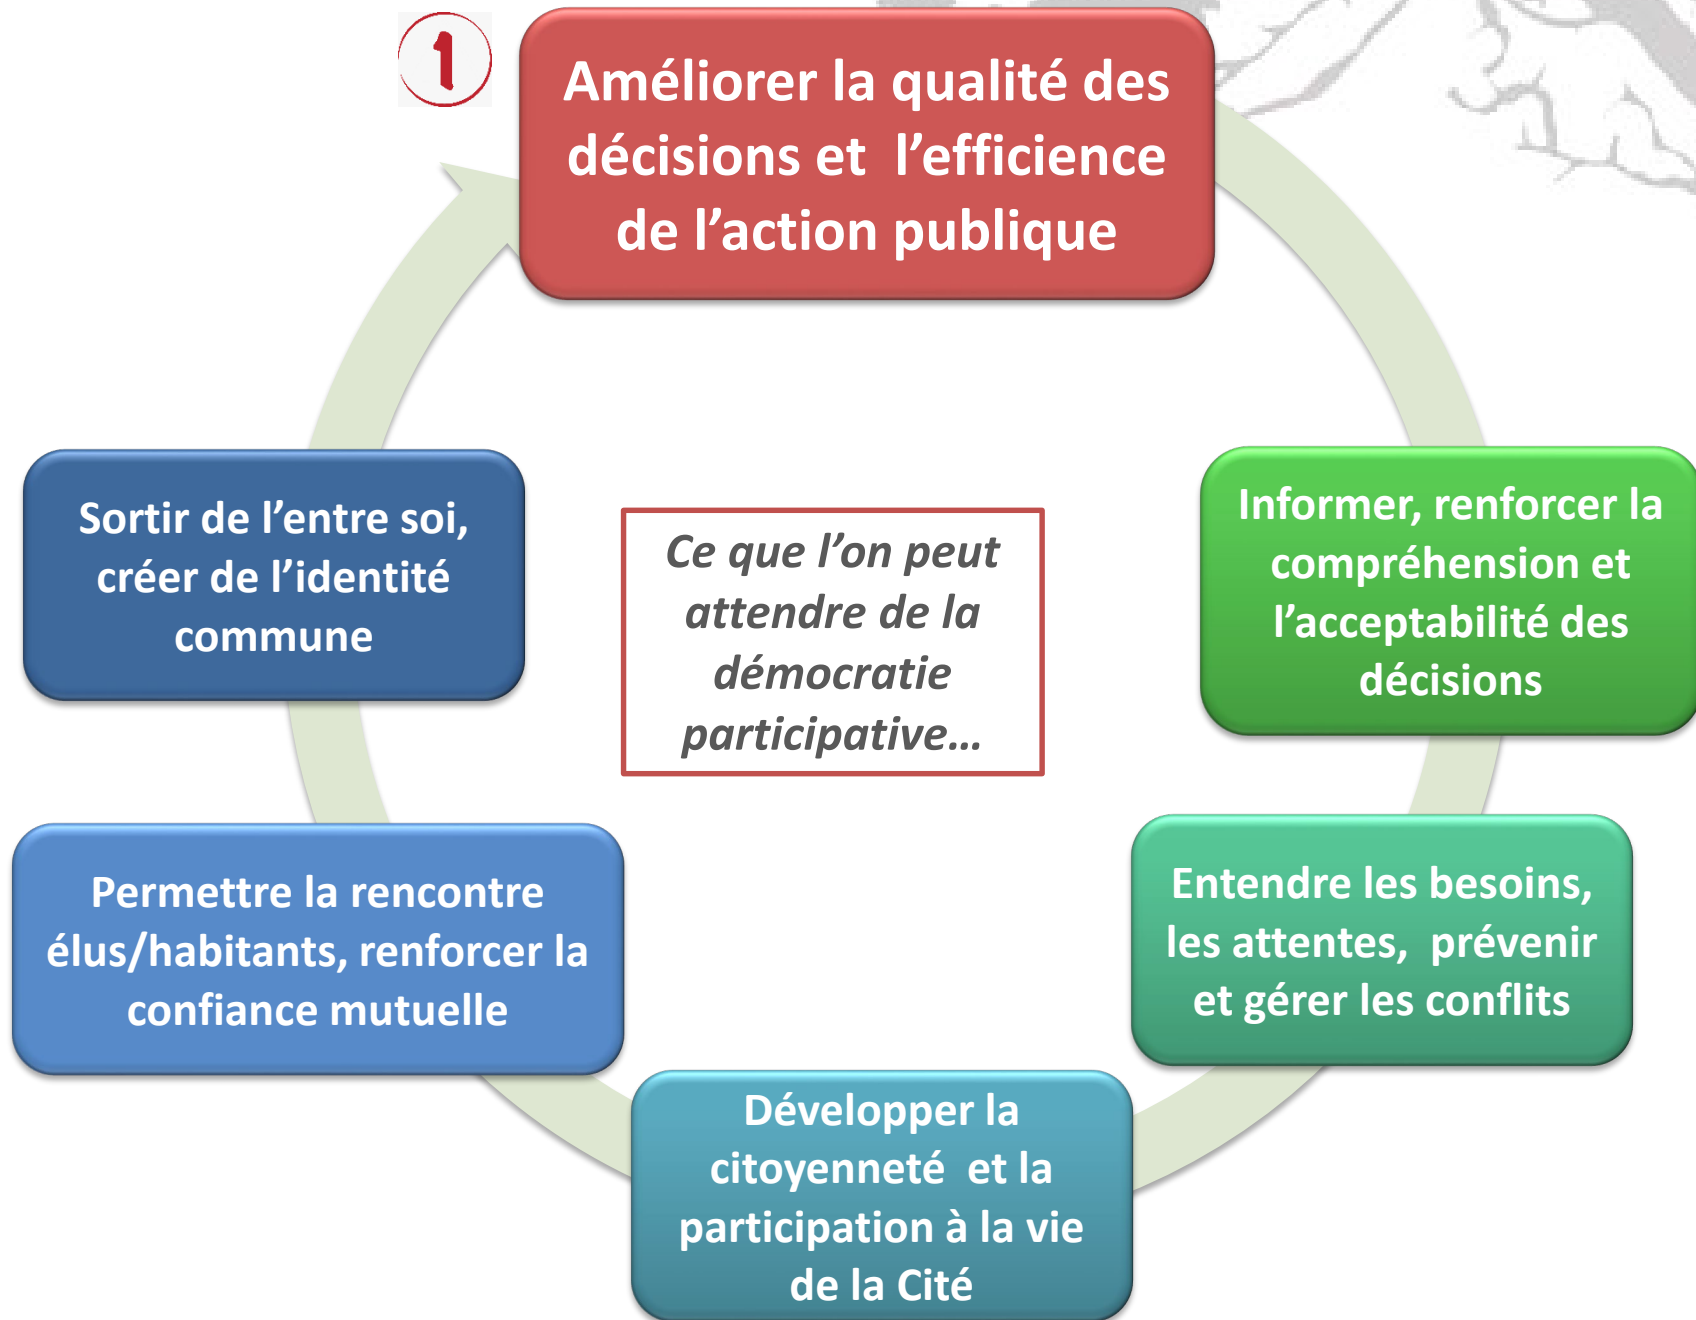 1
Améliorer la qualité des
décisions et  l’efficience
de l’action publique
Informer, renforcer la
compréhension et
l’acceptabilité des
décisions
Entendre les besoins,
les attentes,  prévenir
et gérer les conflits
Développer la
citoyenneté  et la
participation à la vie
de la Cité
Permettre la rencontre
élus/habitants, renforcer la
confiance mutuelle
Sortir de l’entre soi,
créer de l’identité
commune
Ce que l’on peut
attendre de la
démocratie
participative…